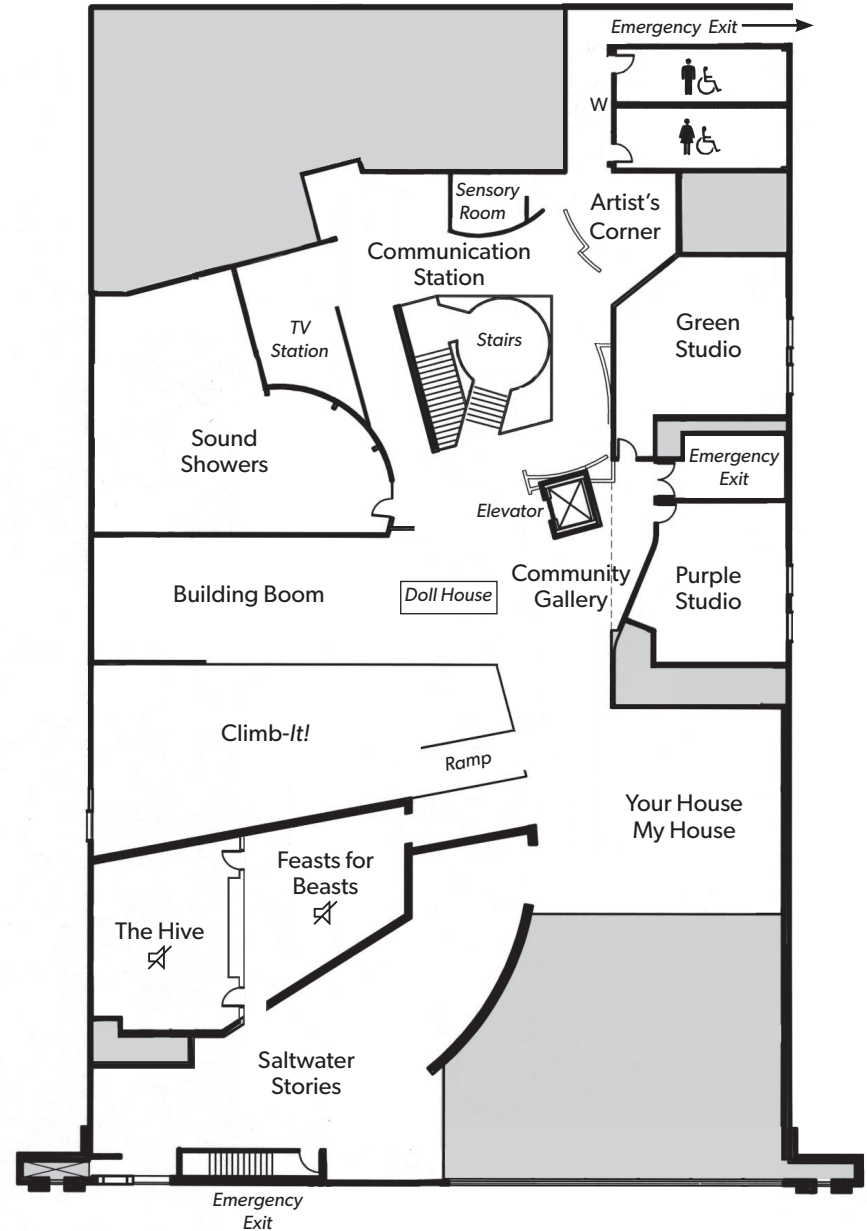 Emergency Exit
W
Sensory
Room
Artist's
Corner
Communication
Station
TV
Station
Stairs
Green
Studio
Sound
Showers
Emergency
Exit
Elevator
Building Boom
Doll House
Community
Gallery
Purple
Studio
Climb-It!
Ramp
Your House
My House
Feasts for
Beasts
The Hive
Saltwater
Stories
Emergency
Exit